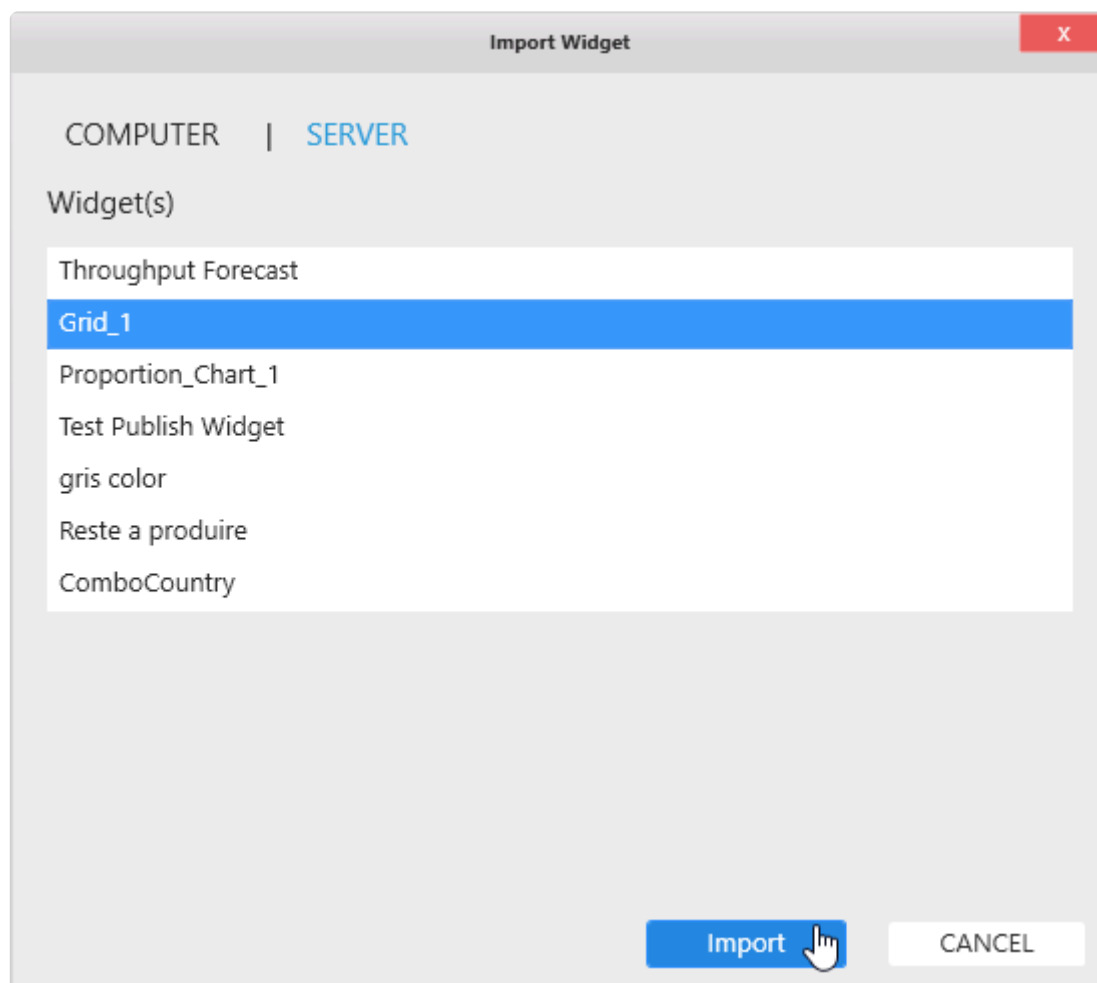 Import Widget x
COMPUTER | SERVER
Widget(s)
Throughput Forecast
Grid_1
Proportion_Chart_1
Test Publish Widget
gris color
Reste a produire
ComboCountry
Import CANCEL